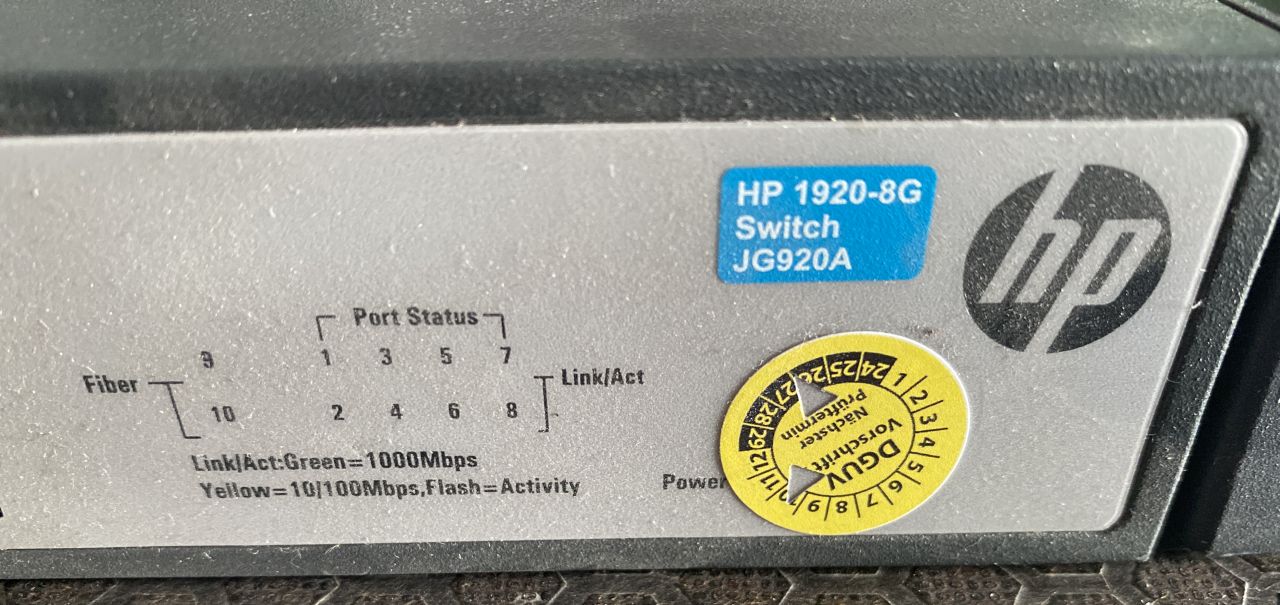 HP 1920-8G
Switch
JG920A
hp
Port Status
9 1 3 5 7
Fiber Link/Act
10 2 4 6 8
Link/Act:Green=1000Mbps
Yellow=10/100Mbps,Flash=Activity
Power
24 25 26 27 28 29
1 2 3 4 5 6 7 8 9 10 11 12
Nächster
Prüftermin
DGUV
Vorschrift